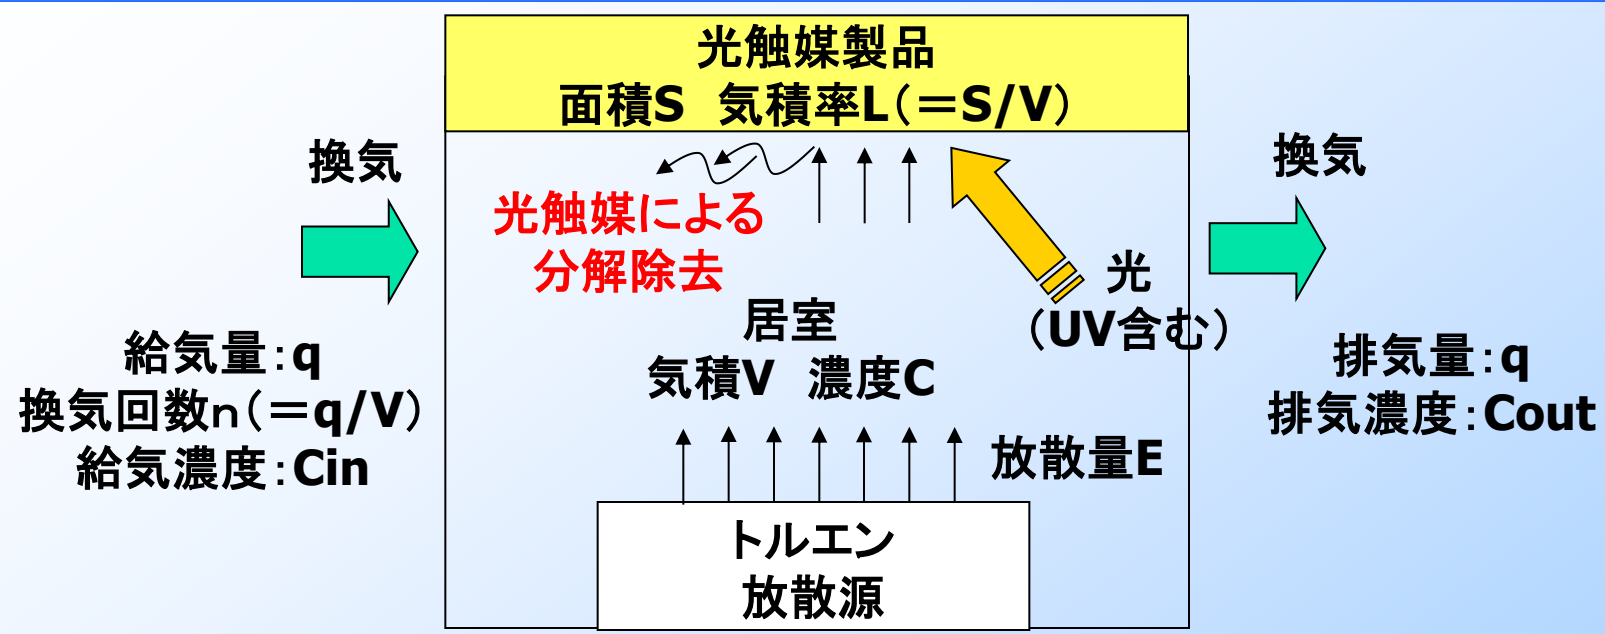 光触媒製品
面積S 気積率L(=S/V)
換気
換気
光触媒による
分解除去
光
(UV含む)
居室
気積V 濃度C
給気量:q
換気回数n(=q/V)
給気濃度:Cin
排気量:q
排気濃度:Cout
放散量E
トルエン
放散源